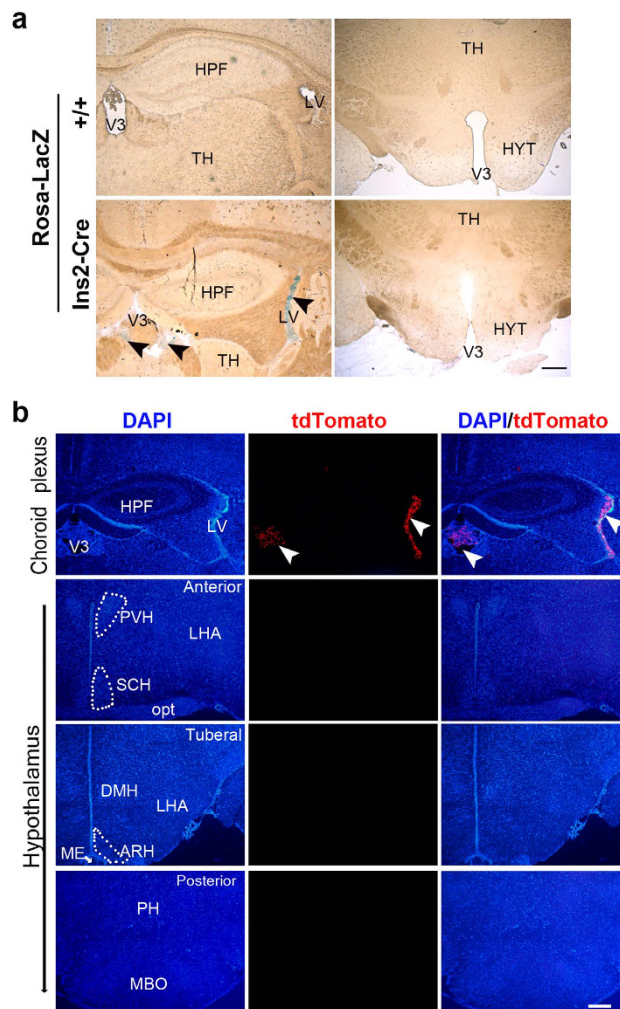 a
Rosa-LacZ
+/+
HPF
LV
V3
TH
TH
HYT
V3
Ins2-Cre
HPF
V3
LV
TH
TH
HYT
V3
b
DAPI
tdTomato
DAPI/tdTomato
Choroid plexus
HPF
LV
V3
Hypothalamus
Anterior
PVH
LHA
SCH
opt
Tuberal
DMH
LHA
ME
ARH
Posterior
PH
MBO